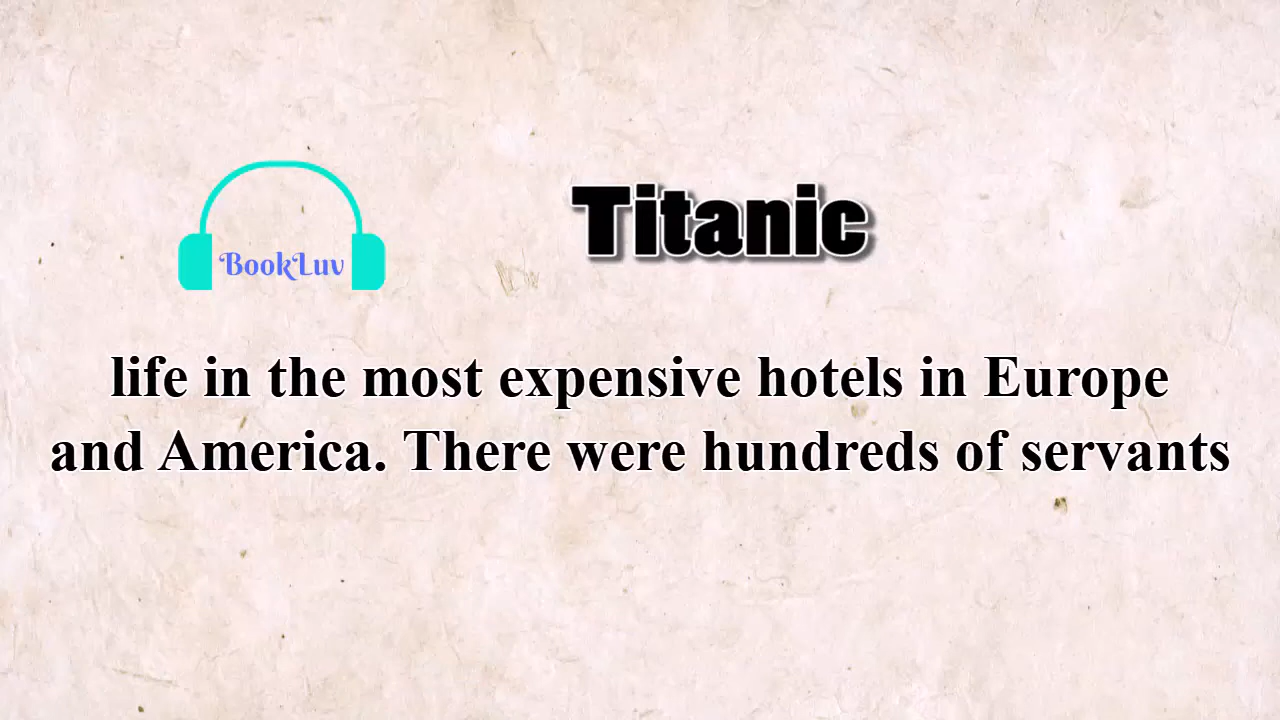 BookLuv
Titanic
life in the most expensive hotels in Europe
and America. There were hundreds of servants